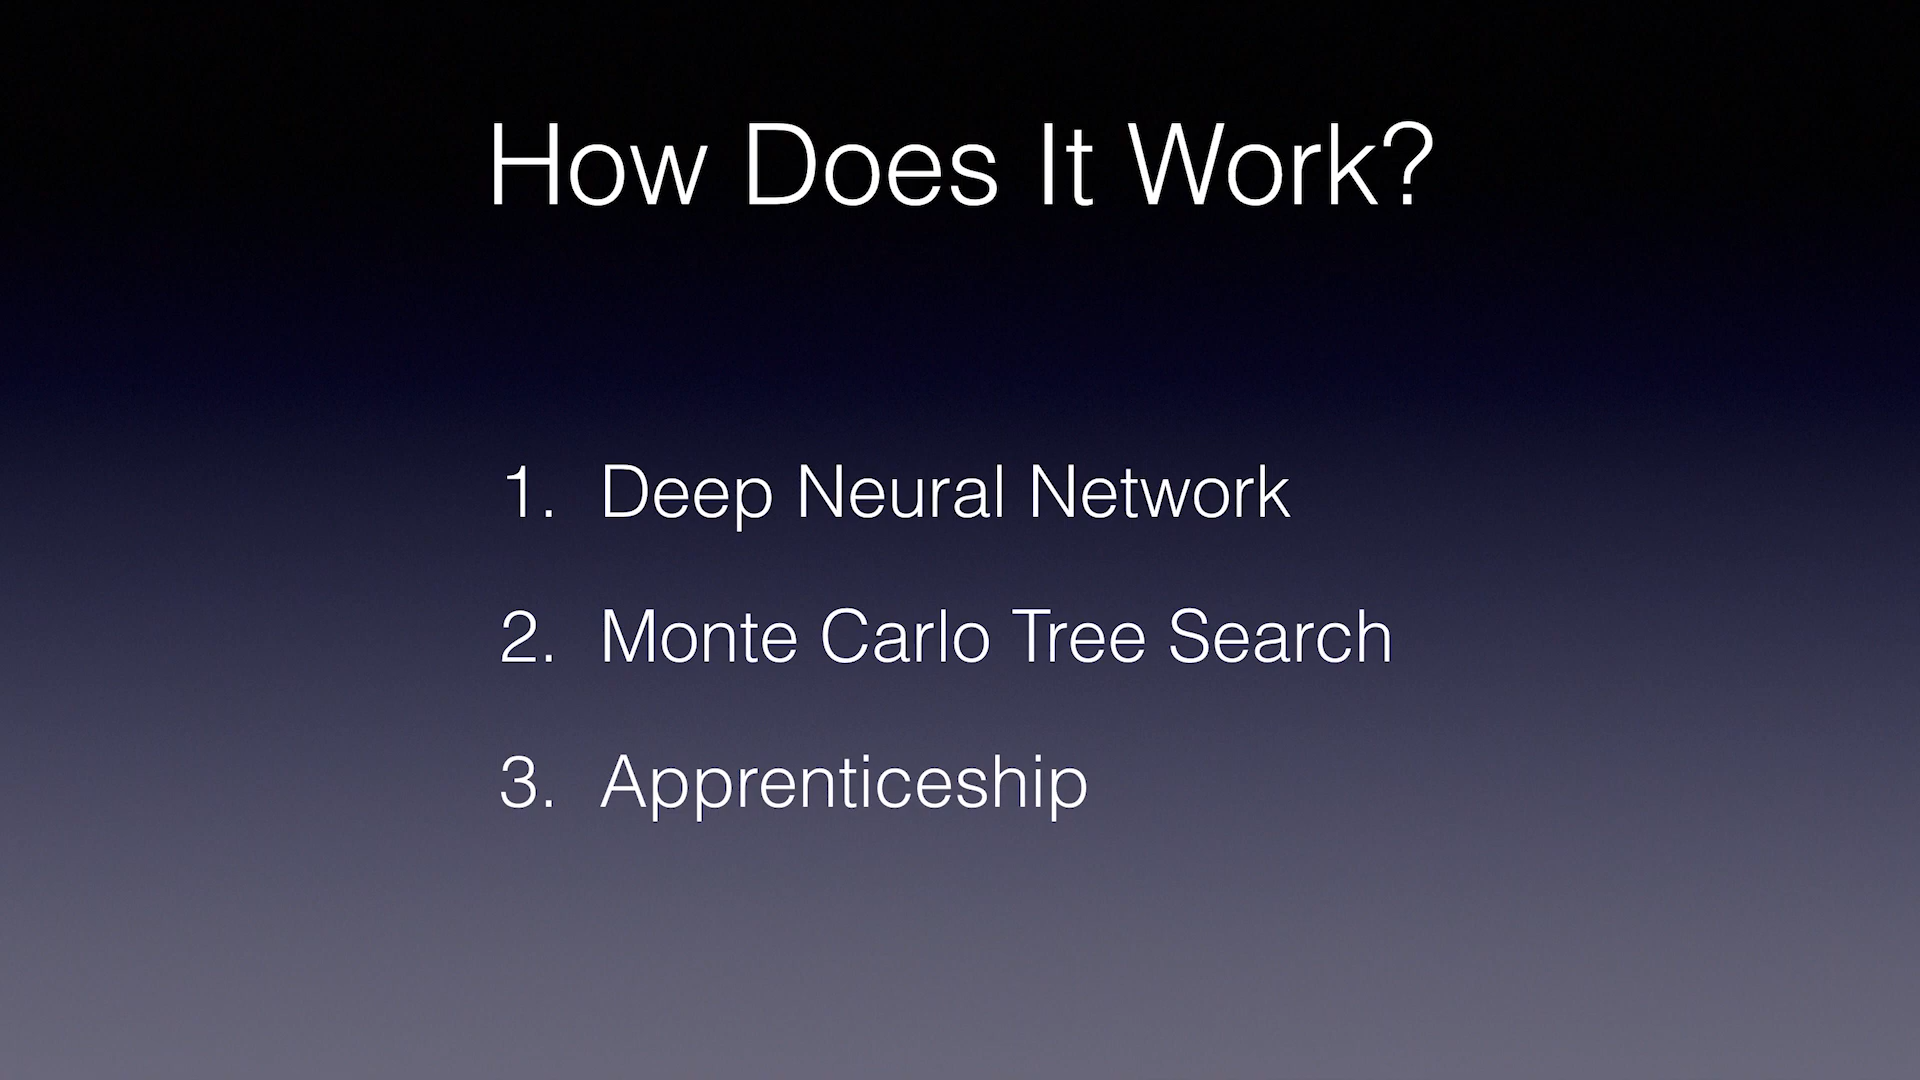 How Does It Work?
1. Deep Neural Network
2. Monte Carlo Tree Search
3. Apprenticeship